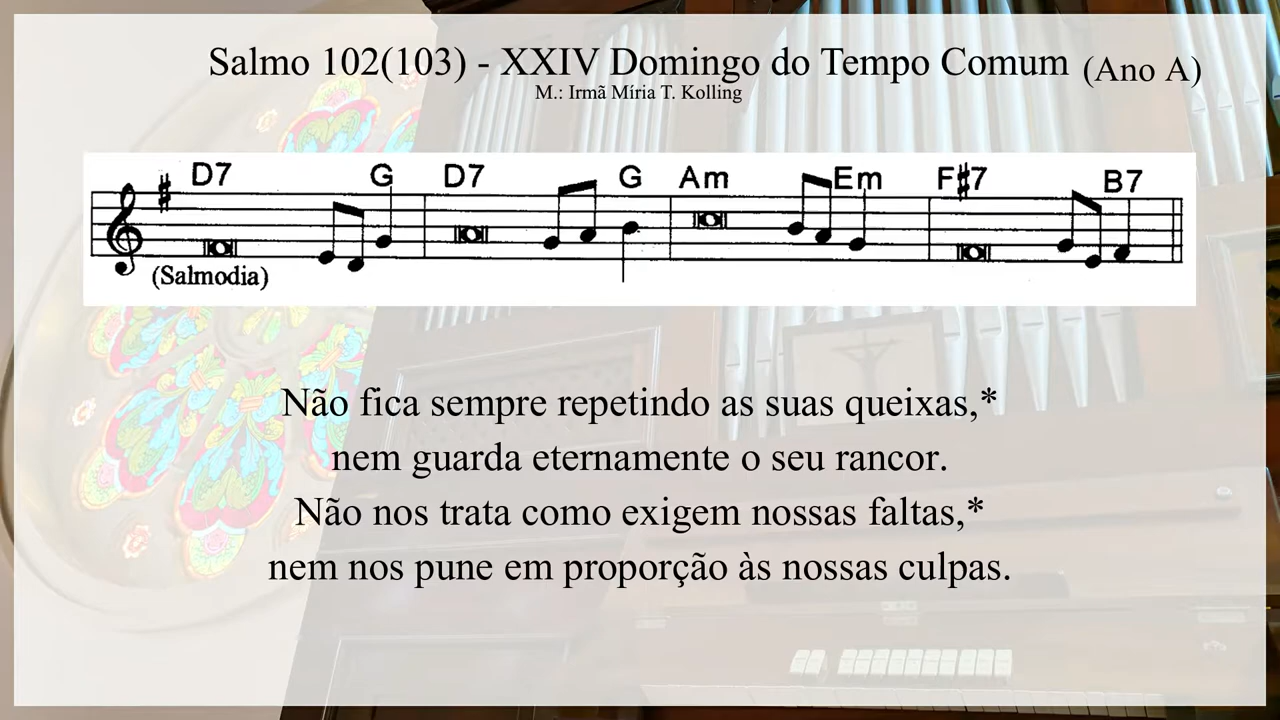 Salmo 102(103) - XXIV Domingo do Tempo Comum (Ano A)
M.: Irmã Míria T. Kolling
D7 G D7 G Am Em F#7 B7
(Salmodia)
Não fica sempre repetindo as suas queixas,*
nem guarda eternamente o seu rancor.
Não nos trata como exigem nossas faltas,*
nem nos pune em proporção às nossas culpas.